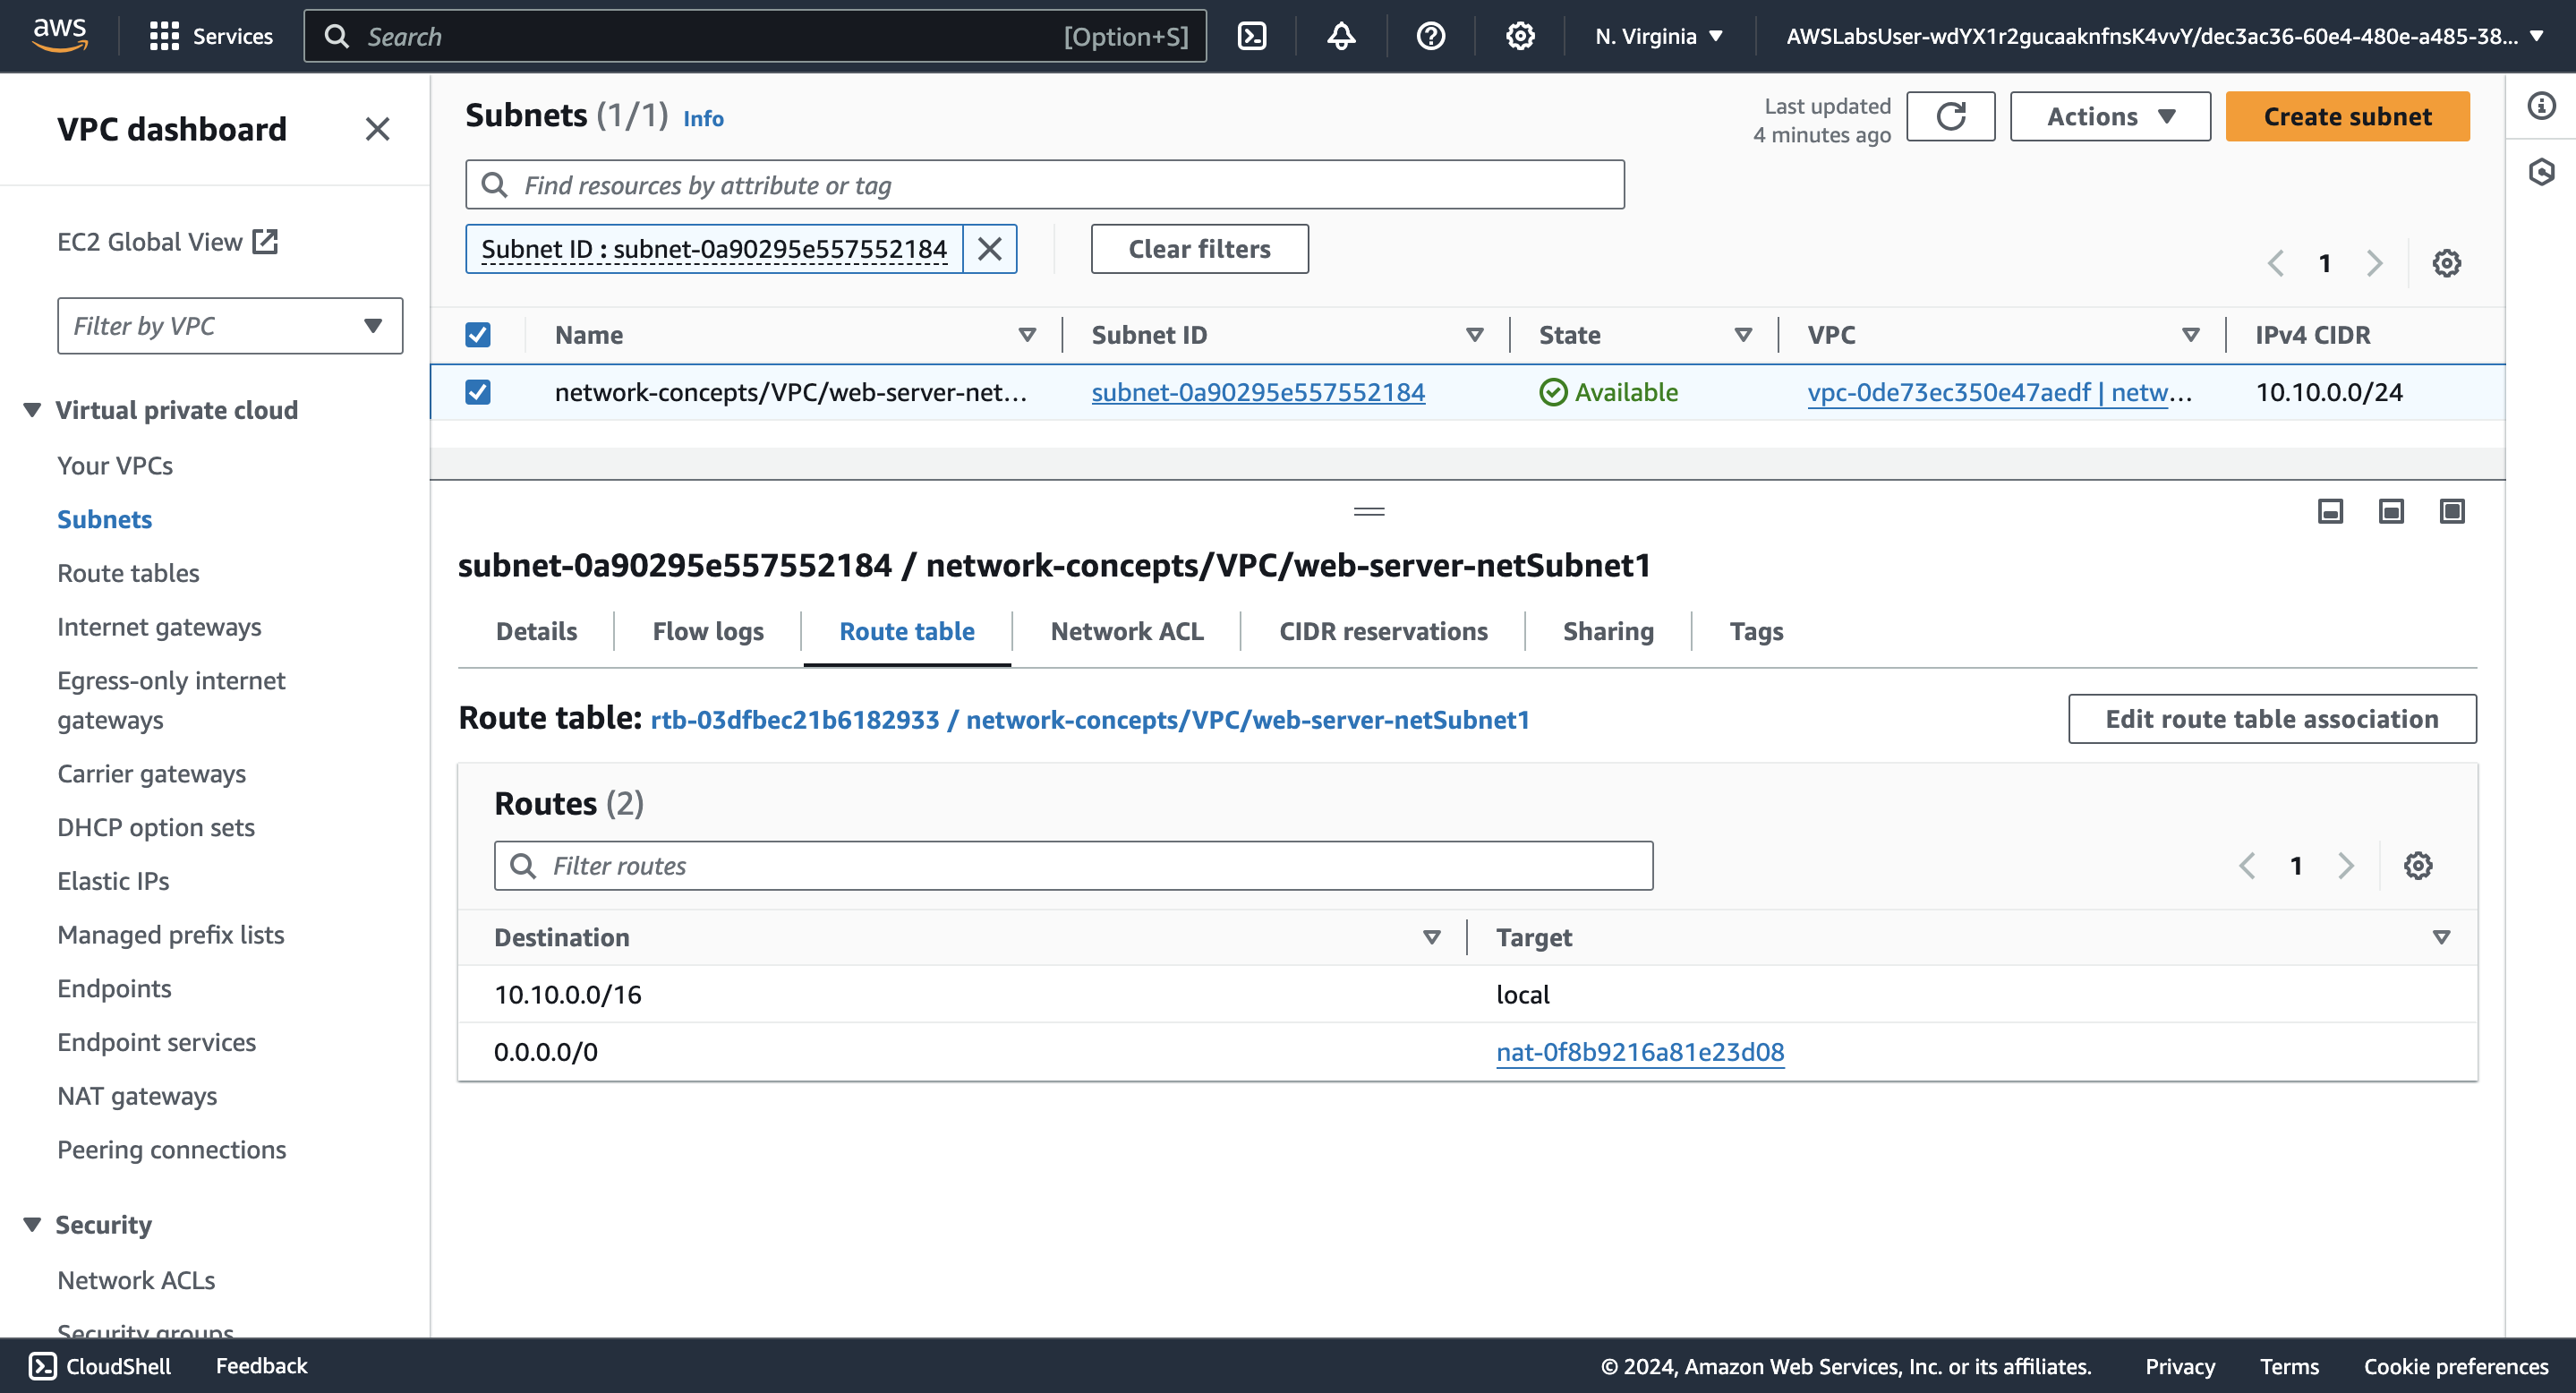 aws
Services
Search
[Option+S]
N. Virginia
AWSLabsUser-wdYX1r2gucaaknfnsK4vvY/dec3ac36-60e4-480e-a485-38...
VPC dashboard
EC2 Global View
Filter by VPC
Virtual private cloud
Your VPCs
Subnets
Route tables
Internet gateways
Egress-only internet
gateways
Carrier gateways
DHCP option sets
Elastic IPs
Managed prefix lists
Endpoints
Endpoint services
NAT gateways
Peering connections
Security
Network ACLs
Security groups
Subnets (1/1) Info
Last updated
4 minutes ago
Actions
Create subnet
Find resources by attribute or tag
Subnet ID : subnet-0a90295e557552184
Clear filters
1
Name
Subnet ID
State
VPC
IPv4 CIDR
network-concepts/VPC/web-server-net...
subnet-0a90295e557552184
Available
vpc-0de73ec350e47aedf | netw...
10.10.0.0/24
subnet-0a90295e557552184 / network-concepts/VPC/web-server-netSubnet1
Details
Flow logs
Route table
Network ACL
CIDR reservations
Sharing
Tags
Route table: rtb-03dfbec21b6182933 / network-concepts/VPC/web-server-netSubnet1
Edit route table association
Routes (2)
Filter routes
1
Destination
Target
10.10.0.0/16
local
0.0.0.0/0
nat-0f8b9216a81e23d08
CloudShell
Feedback
© 2024, Amazon Web Services, Inc. or its affiliates.
Privacy
Terms
Cookie preferences